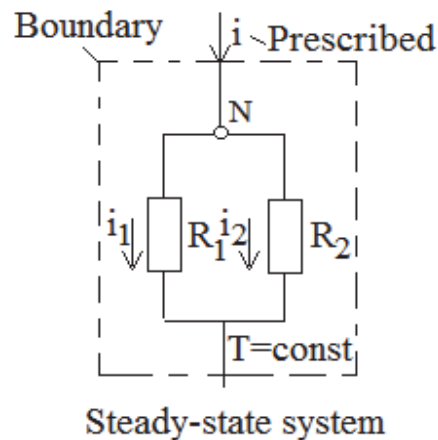 Boundary
i
Prescribed
N
i₁
R₁
i₂
R₂
T=const
Steady-state system